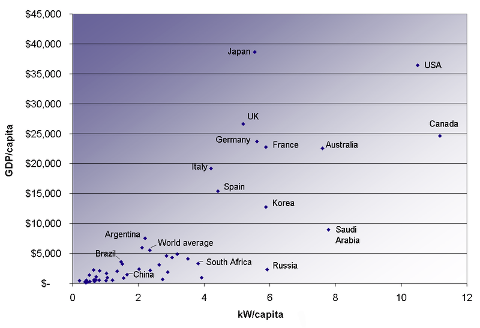 $45,000
$40,000
$35,000
$30,000
$25,000
$20,000
$15,000
$10,000
$5,000
$-
GDP/capita
Japan
USA
UK
Canada
Germany
France
Australia
Italy
Spain
Korea
Saudi
Arabia
Argentina
World average
Brazil
South Africa
Russia
China
0
2
4
6
8
10
12
kW/capita